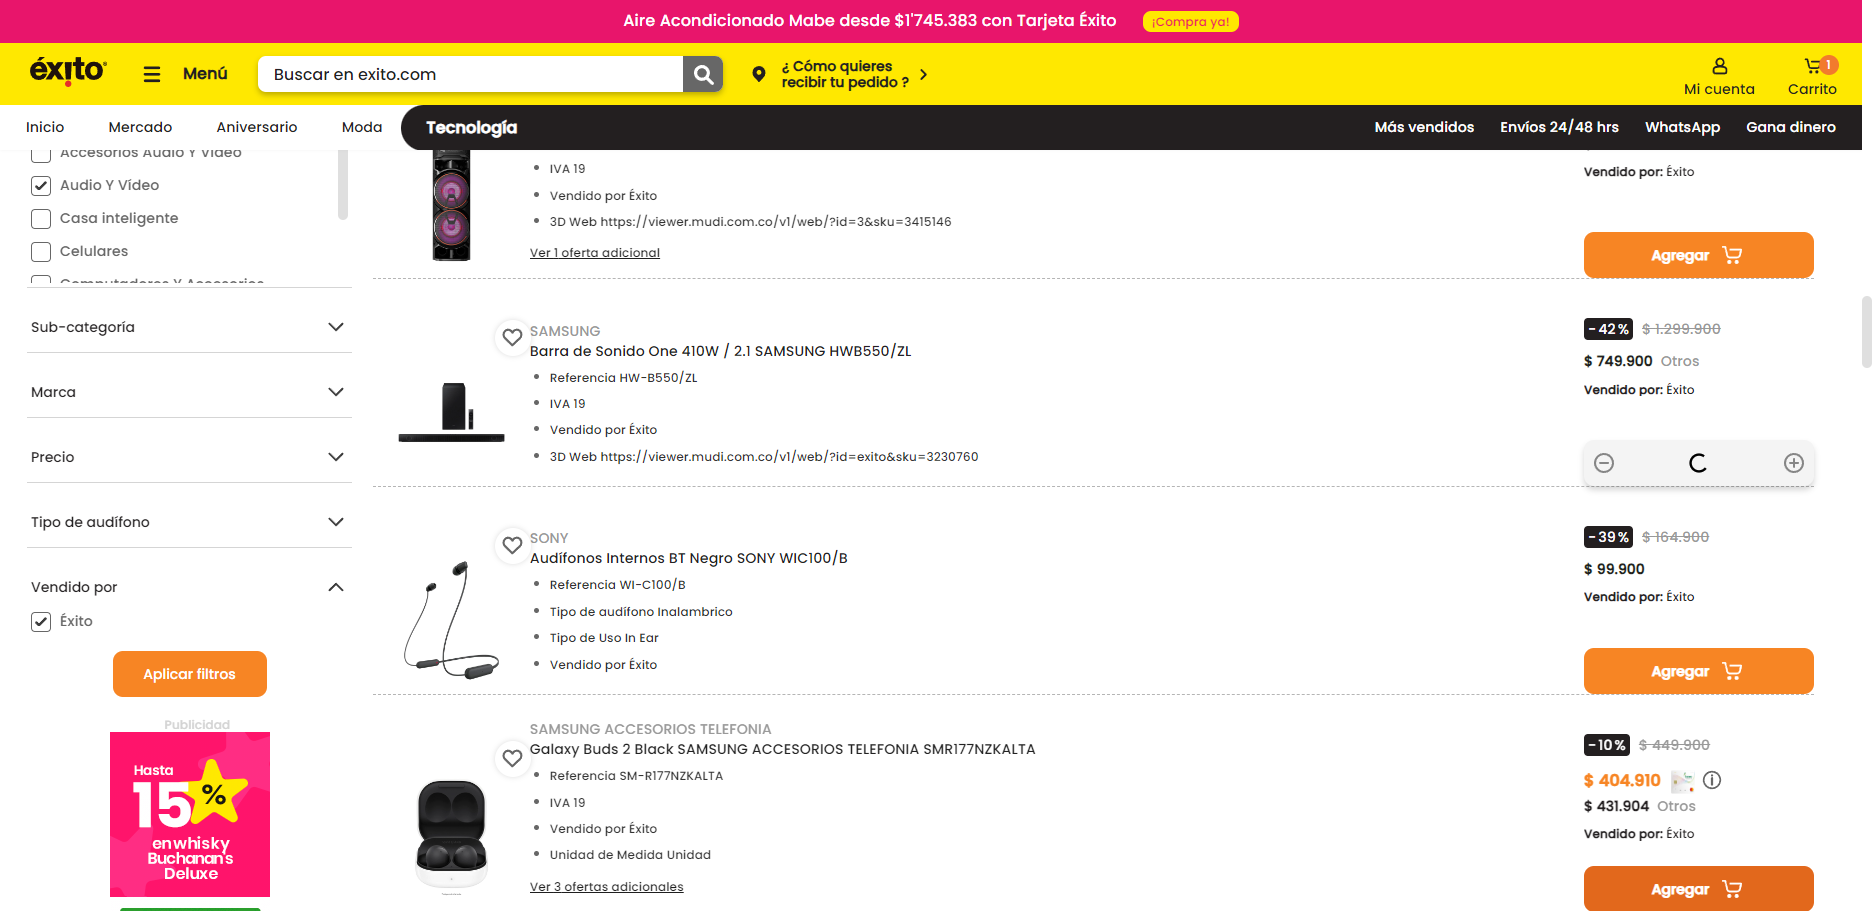 Aire Acondicionado Mabe desde $1'745.383 con Tarjeta Éxito
¡Compra ya!
éxito
Menú
Buscar en exito.com
¿ Cómo quieres
recibir tu pedido ?
Mi cuenta
1
Carrito
Inicio
Mercado
Aniversario
Moda
Tecnología
Más vendidos
Envíos 24/48 hrs
WhatsApp
Gana dinero
Accesorios Audio Y Video
Audio Y Vídeo
Casa inteligente
Celulares
Computadores Y Accesorios
Sub-categoría
Marca
Precio
Tipo de audífono
Vendido por
Éxito
Aplicar filtros
Publicidad
Hasta
15%
en whisky
Buchanan's
Deluxe
IVA 19
Vendido por Éxito
3D Web https://viewer.mudi.com.co/v1/web/?id=3&sku=3415146
Ver 1 oferta adicional
Vendido por: Éxito
Agregar
SAMSUNG
Barra de Sonido One 410W / 2.1 SAMSUNG HWB550/ZL
Referencia HW-B550/ZL
IVA 19
Vendido por Éxito
3D Web https://viewer.mudi.com.co/v1/web/?id=exito&sku=3230760
-42% $ 1.299.900
$ 749.900 Otros
Vendido por: Éxito
SONY
Audífonos Internos BT Negro SONY WIC100/B
Referencia WI-C100/B
Tipo de audífono Inalambrico
Tipo de Uso In Ear
Vendido por Éxito
-39% $ 164.900
$ 99.900
Vendido por: Éxito
Agregar
SAMSUNG ACCESORIOS TELEFONIA
Galaxy Buds 2 Black SAMSUNG ACCESORIOS TELEFONIA SMR177NZKALTA
Referencia SM-R177NZKALTA
IVA 19
Vendido por Éxito
Unidad de Medida Unidad
Ver 3 ofertas adicionales
-10% $ 449.900
$ 404.910
$ 431.904 Otros
Vendido por: Éxito
Agregar